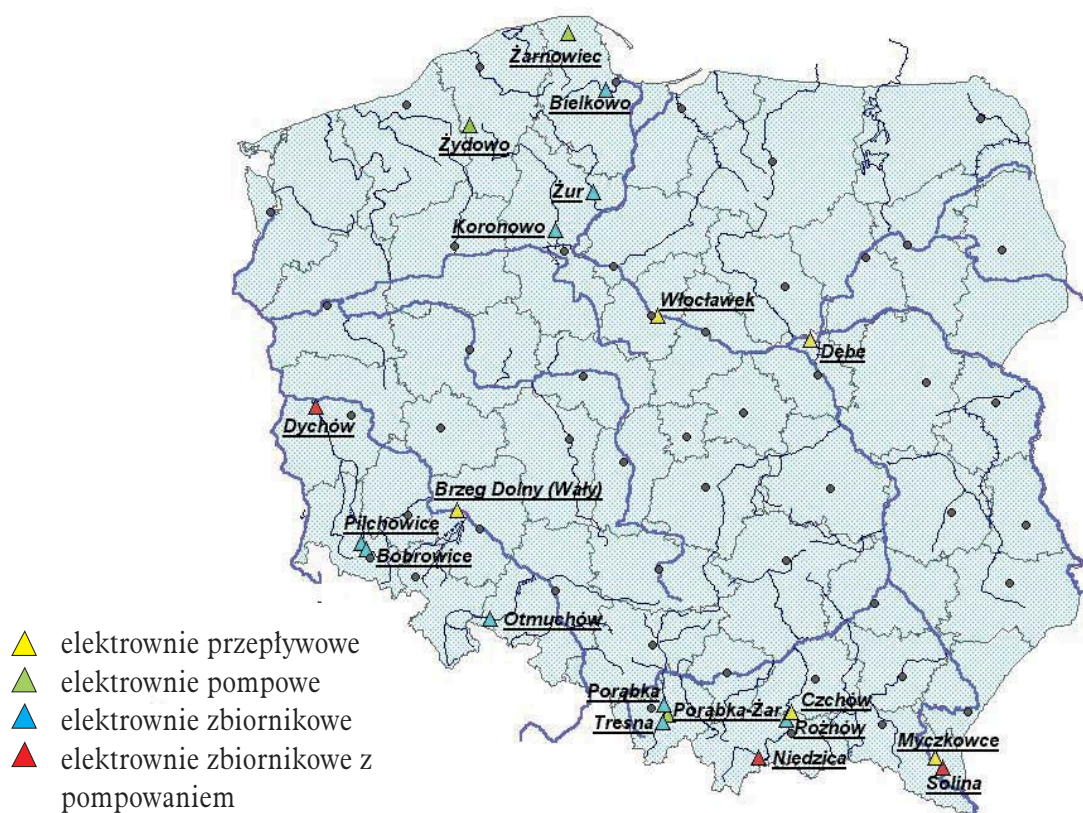 Żarnowiec
Bielkowo
Żydowo
Żur
Koronowo
Włocławek
Dębe
Dychów
Brzeg Dolny (Wały)
Pilchowice
Bobrowice
Otmuchów
Porąbka
Porąbka-Żar
Czchów
Tresna
Rożnów
Niedzica
Myczkowce
Solina
elektrownie przepływowe
elektrownie pompowe
elektrownie zbiornikowe
elektrownie zbiornikowe z
pompowaniem